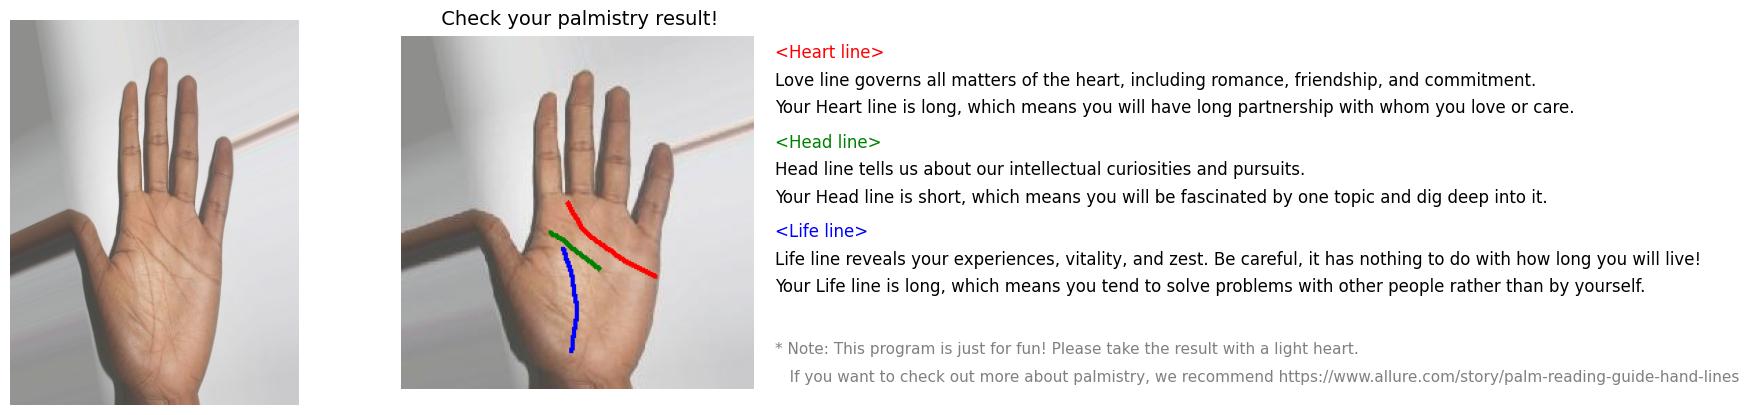 Check your palmistry result!
<Heart line>
Love line governs all matters of the heart, including romance, friendship, and commitment.
Your Heart line is long, which means you will have long partnership with whom you love or care.
<Head line>
Head line tells us about our intellectual curiosities and pursuits.
Your Head line is short, which means you will be fascinated by one topic and dig deep into it.
<Life line>
Life line reveals your experiences, vitality, and zest. Be careful, it has nothing to do with how long you will live!
Your Life line is long, which means you tend to solve problems with other people rather than by yourself.
* Note: This program is just for fun! Please take the result with a light heart.
If you want to check out more about palmistry, we recommend https://www.allure.com/story/palm-reading-guide-hand-lines